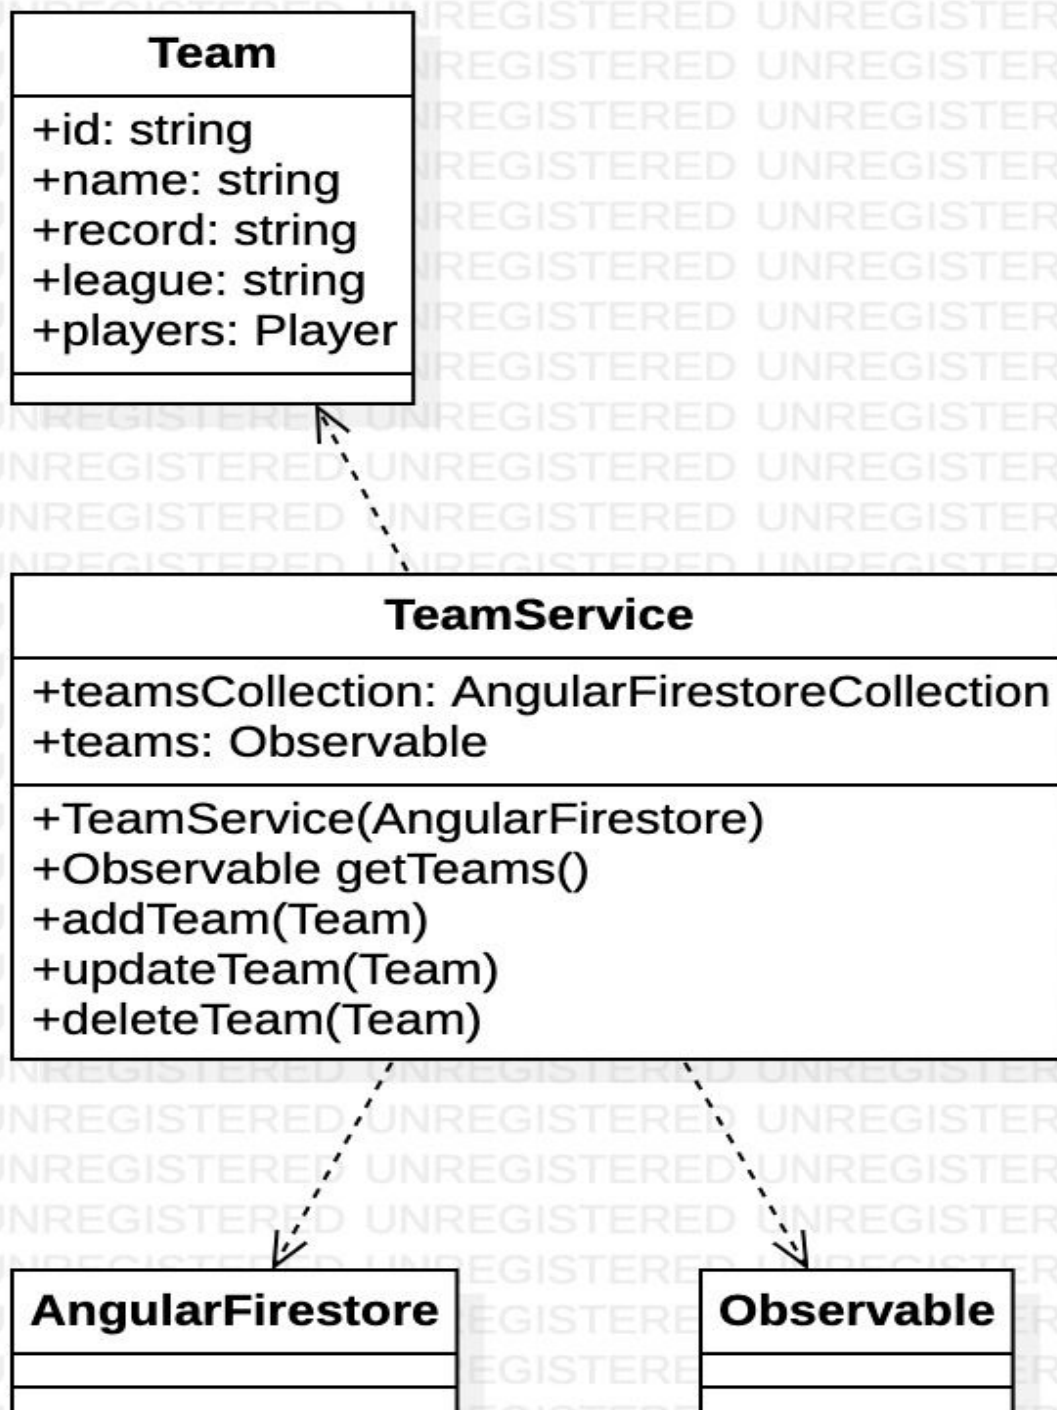 Team
+id: string
+name: string
+record: string
+league: string
+players: Player
TeamService
+teamsCollection: AngularFirestoreCollection
+teams: Observable
+TeamService(AngularFirestore)
+Observable getTeams()
+addTeam(Team)
+updateTeam(Team)
+deleteTeam(Team)
AngularFirestore
Observable
UNREGISTERED